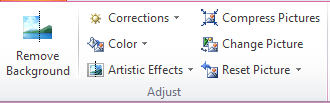 Remove
Background
Corrections
Color
Artistic Effects
Compress Pictures
Change Picture
Reset Picture
Adjust